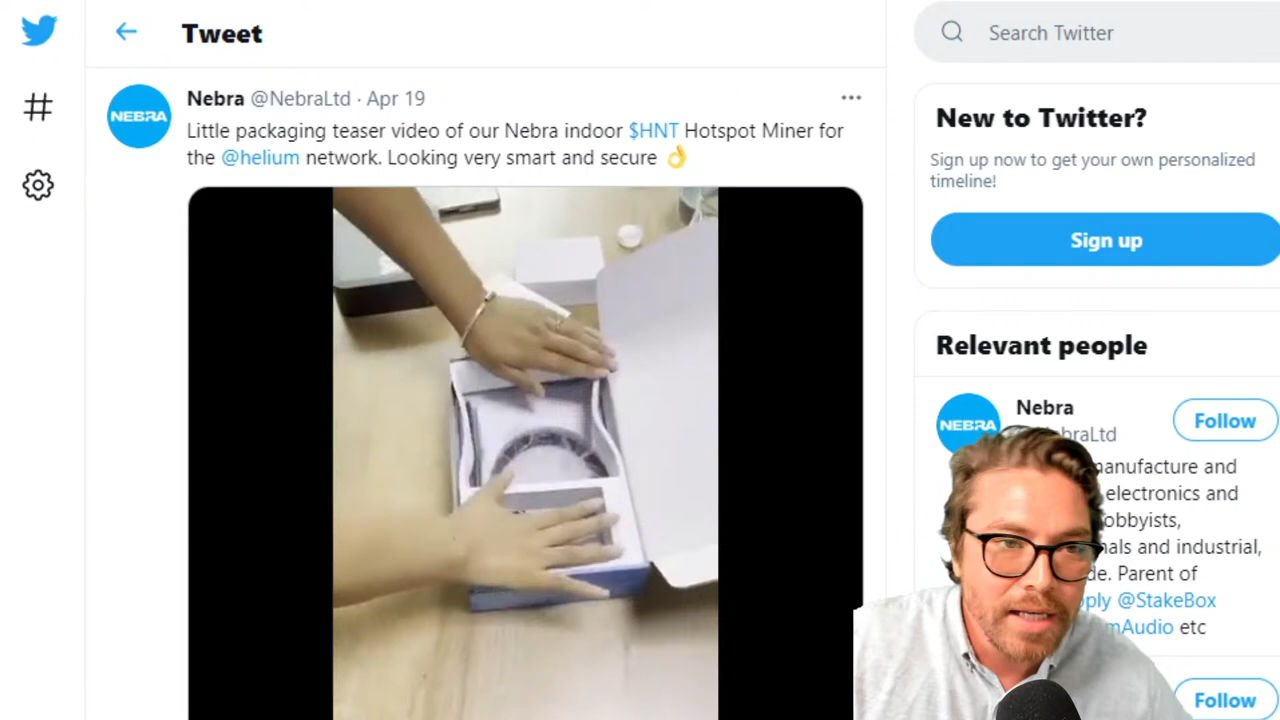 Tweet
Search Twitter
NEBRA
Nebra @NebraLtd · Apr 19
Little packaging teaser video of our Nebra indoor $HNT Hotspot Miner for
the @helium network. Looking very smart and secure 👌
New to Twitter?
Sign up now to get your own personalized
timeline!
Sign up
Relevant people
NEBRA
Nebra
Follow
manufacture and
electronics and
and industrial,
Parent of
@StakeBox
etc
Follow